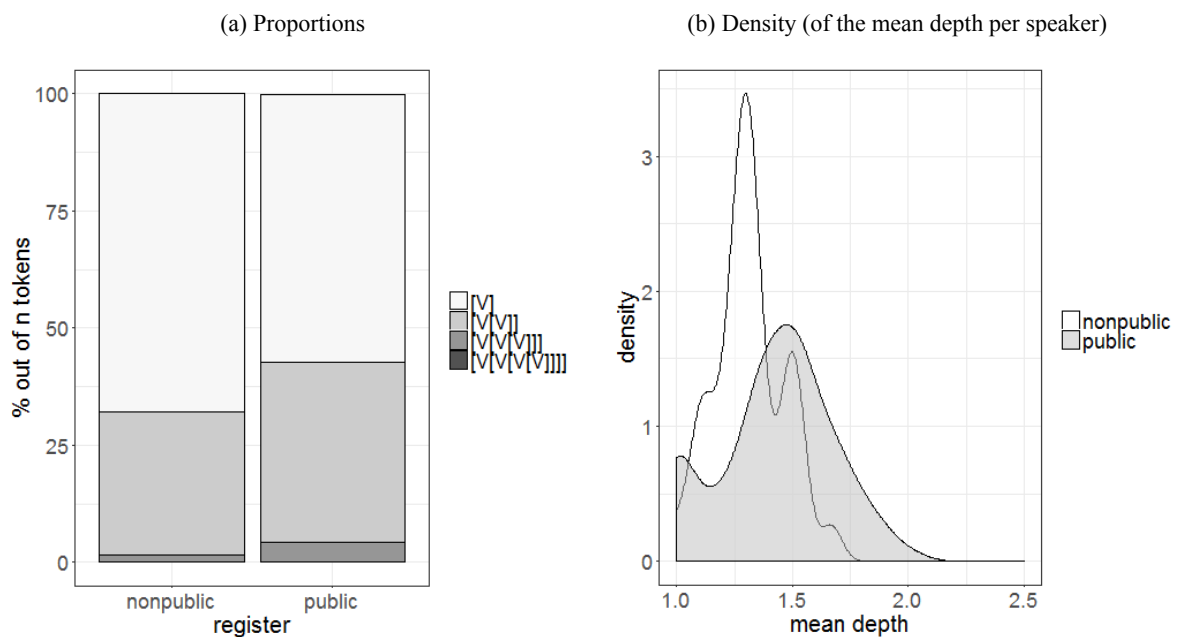 (a) Proportions
(b) Density (of the mean depth per speaker)
% out of n tokens
100
75
50
25
0
nonpublic
public
register
[V]
[V[V]]
[V[V[V]]]
[V[V[V[V]]]]
density
3
2
1
0
1.0
1.5
2.0
2.5
mean depth
nonpublic
public